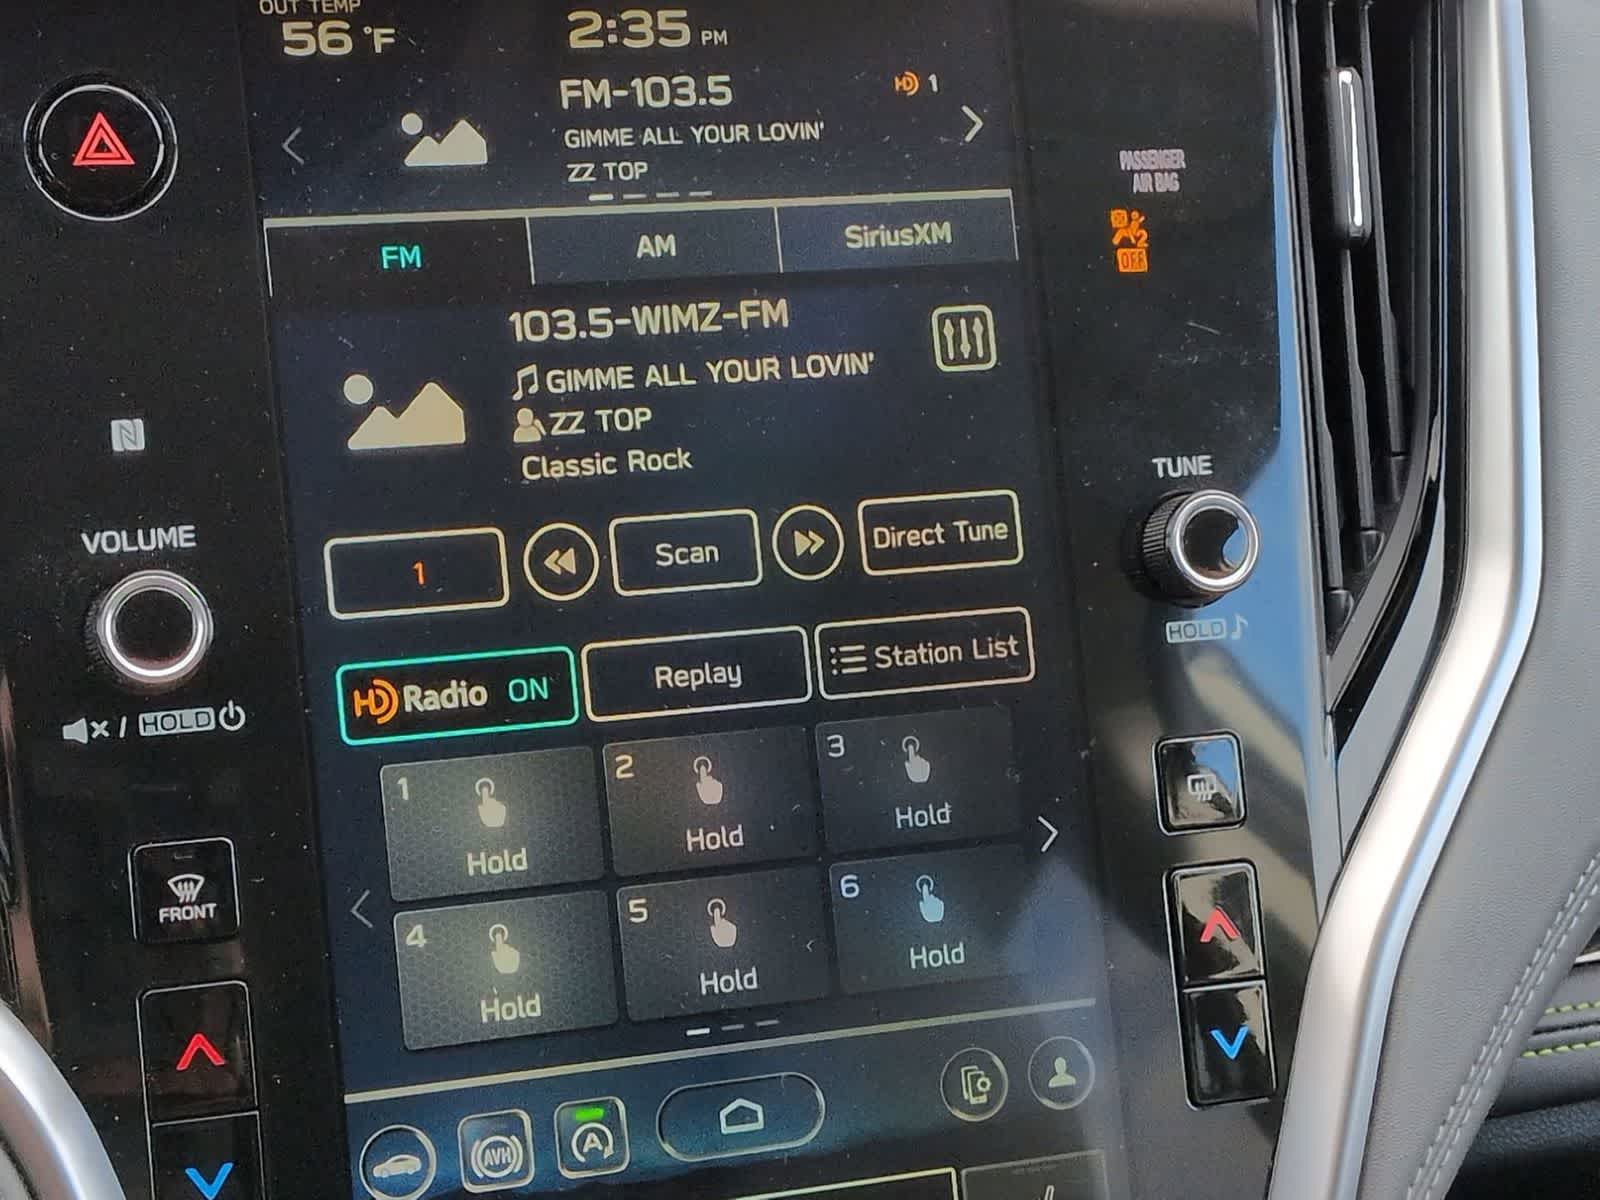 OUT TEMP
56 °F
2:35 PM
FM-103.5
HD 1
GIMME ALL YOUR LOVIN'
ZZ TOP
PASSENGER
AIR BAG
2
OFF
FM
AM
SiriusXM
103.5-WIMZ-FM
GIMME ALL YOUR LOVIN'
ZZ TOP
Classic Rock
N
VOLUME
TUNE
1
Scan
Direct Tune
HOLD
HD Radio ON
Replay
Station List
/ HOLD
1
Hold
2
Hold
3
Hold
FRONT
4
Hold
5
Hold
6
Hold
AVH
A